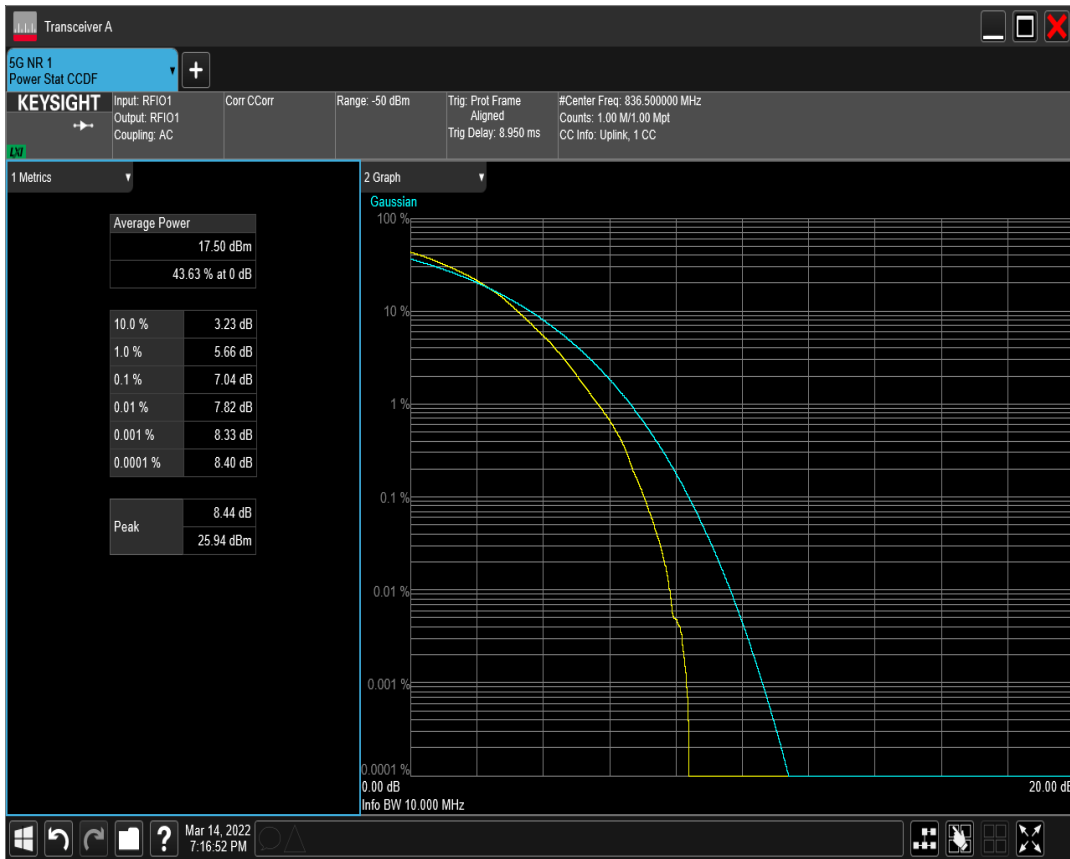 Transceiver A
5G NR 1
Power Stat CCDF
KEYSIGHT
LXI
Input: RFIO1
Output: RFIO1
Coupling: AC
Corr CCorr
Range: -50 dBm
Trig: Prot Frame
Aligned
Trig Delay: 8.950 ms
#Center Freq: 836.500000 MHz
Counts: 1.00 M/1.00 Mpt
CC Info: Uplink, 1 CC
1 Metrics
Average Power
17.50 dBm
43.63 % at 0 dB
10.0 % 3.23 dB
1.0 % 5.66 dB
0.1 % 7.04 dB
0.01 % 7.82 dB
0.001 % 8.33 dB
0.0001 % 8.40 dB
Peak 8.44 dB
25.94 dBm
2 Graph
Gaussian
100 %
10 %
1 %
0.1 %
0.01 %
0.001 %
0.0001 %
0.00 dB 20.00 dB
Info BW 10.000 MHz
Mar 14, 2022
7:16:52 PM